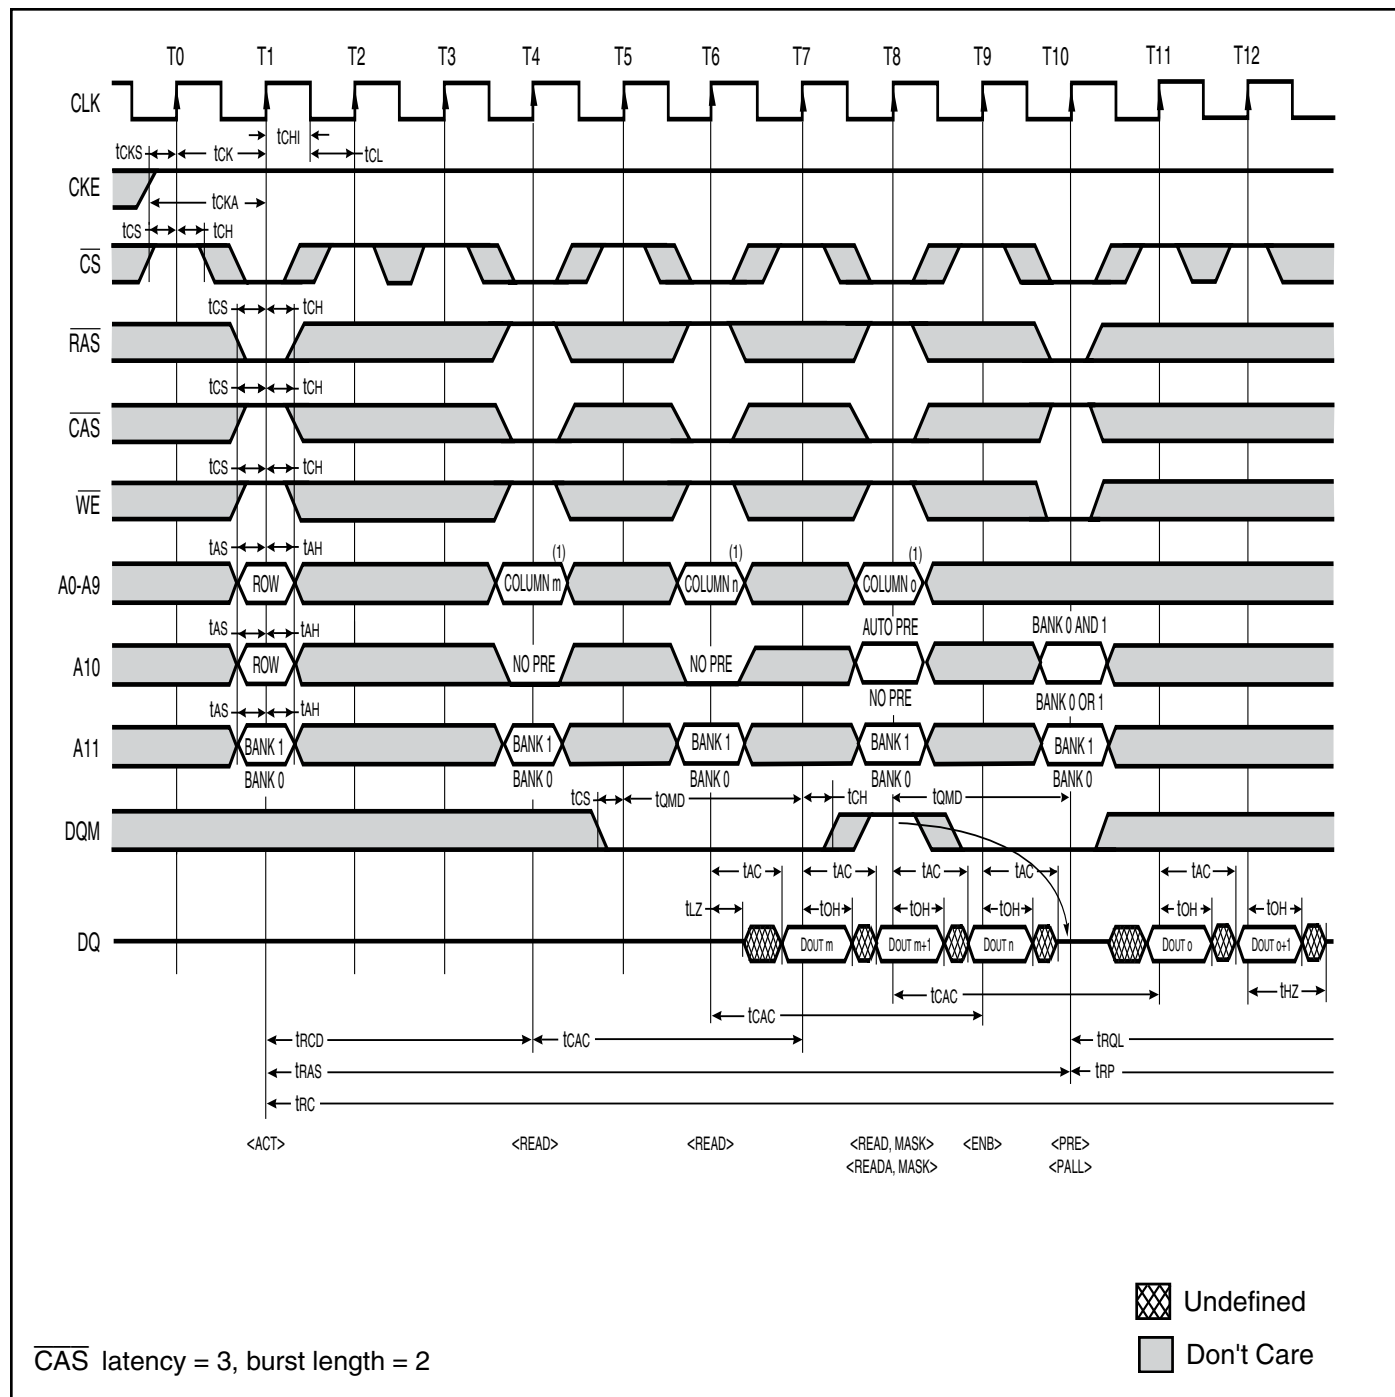 T0 T1 T2 T3 T4 T5 T6 T7 T8 T9 T10 T11 T12
CLK
tCHI
tCKS tCK tCL
CKE
tCKA
tCS tCH
CS
tCS tCH
RAS
tCS tCH
CAS
tCS tCH
WE
tAS tAH (1) (1) (1)
A0-A9 ROW COLUMN m COLUMN n COLUMN o
tAS tAH AUTO PRE BANK 0 AND 1
A10 ROW NO PRE NO PRE
NO PRE BANK 0 OR 1
tAS tAH
A11 BANK 1 BANK 1 BANK 1 BANK 1 BANK 1
BANK 0 BANK 0 BANK 0 BANK 0 BANK 0
tCS tQMD tCH tQMD
DQM
tAC tAC tAC tAC tAC
tLZ tOH tOH tOH tOH tOH
DQ DOUT m DOUT m+1 DOUT n DOUT o DOUT o+1
tCAC tHZ
tCAC
tRCD tCAC tRQL
tRAS tRP
tRC
<ACT> <READ> <READ> <READ, MASK> <ENB> <PRE>
<READA, MASK> <PALL>
Undefined
Don't Care
CAS latency = 3, burst length = 2